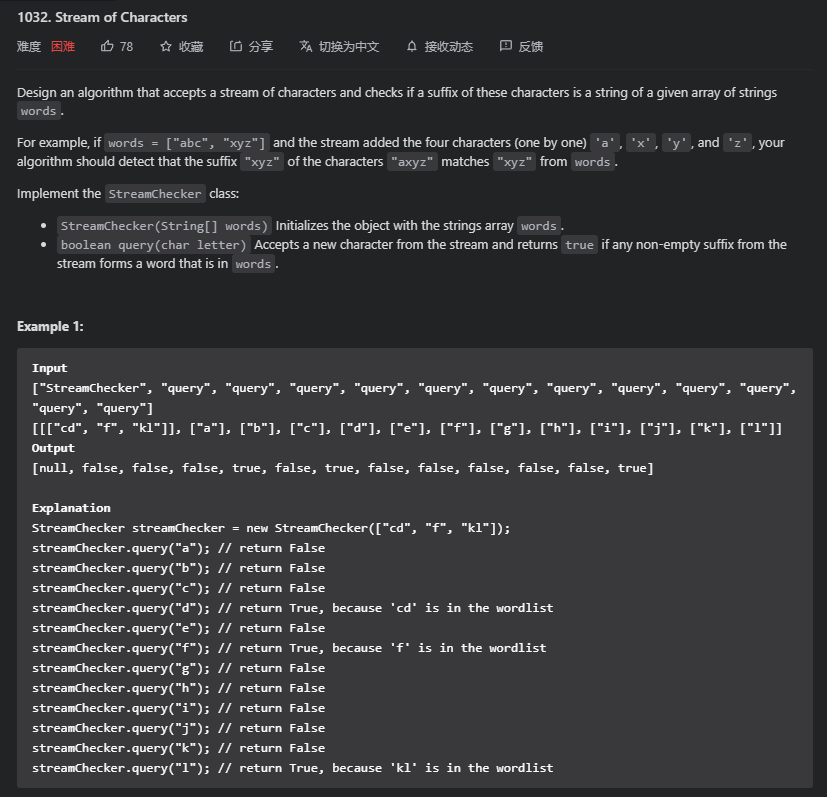 1032. Stream of Characters
难度 困难 78 收藏 分享 切换为中文 接收动态 反馈
Design an algorithm that accepts a stream of characters and checks if a suffix of these characters is a string of a given array of strings
words .
For example, if words = ["abc", "xyz"] and the stream added the four characters (one by one) 'a' , 'x' , 'y' , and 'z' , your
algorithm should detect that the suffix "xyz" of the characters "axyz" matches "xyz" from words .
Implement the StreamChecker class:
• StreamChecker(String[] words) Initializes the object with the strings array words .
• boolean query(char letter) Accepts a new character from the stream and returns true if any non-empty suffix from the
stream forms a word that is in words .
Example 1:
Input
["StreamChecker", "query", "query", "query", "query", "query", "query", "query", "query", "query", "query",
"query", "query"]
[[["cd", "f", "kl"]], ["a"], ["b"], ["c"], ["d"], ["e"], ["f"], ["g"], ["h"], ["i"], ["j"], ["k"], ["l"]]
Output
[null, false, false, false, true, false, true, false, false, false, false, false, true]
Explanation
StreamChecker streamChecker = new StreamChecker(["cd", "f", "kl"]);
streamChecker.query("a"); // return False
streamChecker.query("b"); // return False
streamChecker.query("c"); // return False
streamChecker.query("d"); // return True, because 'cd' is in the wordlist
streamChecker.query("e"); // return False
streamChecker.query("f"); // return True, because 'f' is in the wordlist
streamChecker.query("g"); // return False
streamChecker.query("h"); // return False
streamChecker.query("i"); // return False
streamChecker.query("j"); // return False
streamChecker.query("k"); // return False
streamChecker.query("l"); // return True, because 'kl' is in the wordlist